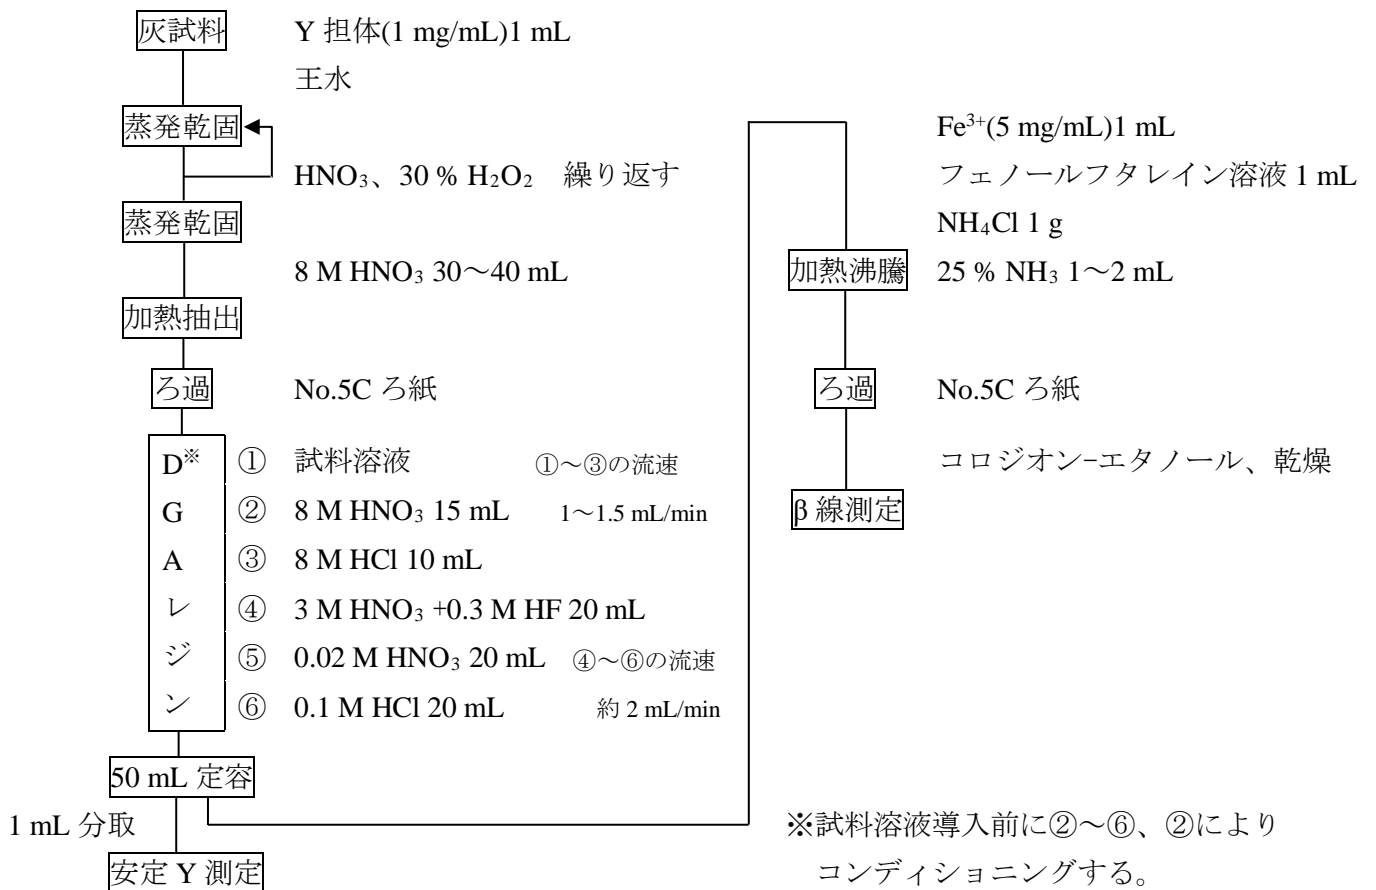 灰試料 Y 担体(1 mg/mL)1 mL
王水
蒸発乾固
HNO₃、30 % H₂O₂ 繰り返す
蒸発乾固
8 M HNO₃ 30～40 mL
加熱抽出
ろ過 No.5C ろ紙
D※ ① 試料溶液 ①～③の流速
G ② 8 M HNO₃ 15 mL 1～1.5 mL/min
A ③ 8 M HCl 10 mL
レ ④ 3 M HNO₃ +0.3 M HF 20 mL
ジ ⑤ 0.02 M HNO₃ 20 mL ④～⑥の流速
ン ⑥ 0.1 M HCl 20 mL 約 2 mL/min
50 mL 定容
1 mL 分取
安定 Y 測定
Fe³⁺(5 mg/mL)1 mL
フェノールフタレイン溶液 1 mL
NH₄Cl 1 g
加熱沸騰 25 % NH₃ 1～2 mL
ろ過 No.5C ろ紙
コロジオン-エタノール、乾燥
β 線測定
※試料溶液導入前に②～⑥、②により
コンディショニングする。